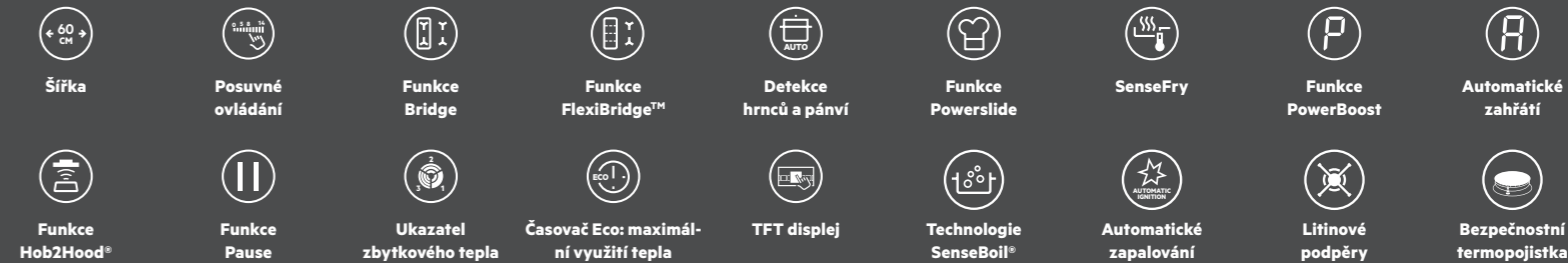 60
CM
Šířka
0 3 8 14
Posuvné
ovládání
Funkce
Bridge
Funkce
FlexiBridge™
AUTO
Detekce
hrnců a pánví
Funkce
Powerslide
SenseFry
P
Funkce
PowerBoost
A
Automatické
zahřátí
Funkce
Hob2Hood®
Funkce
Pause
2
3 1
Ukazatel
zbytkového tepla
ECO
Časovač Eco: maximál-
ní využití tepla
TFT displej
Technologie
SenseBoil®
AUTOMATIC
IGNITION
Automatické
zapalování
Litinové
podpěry
Bezpečnostní
termopojistka